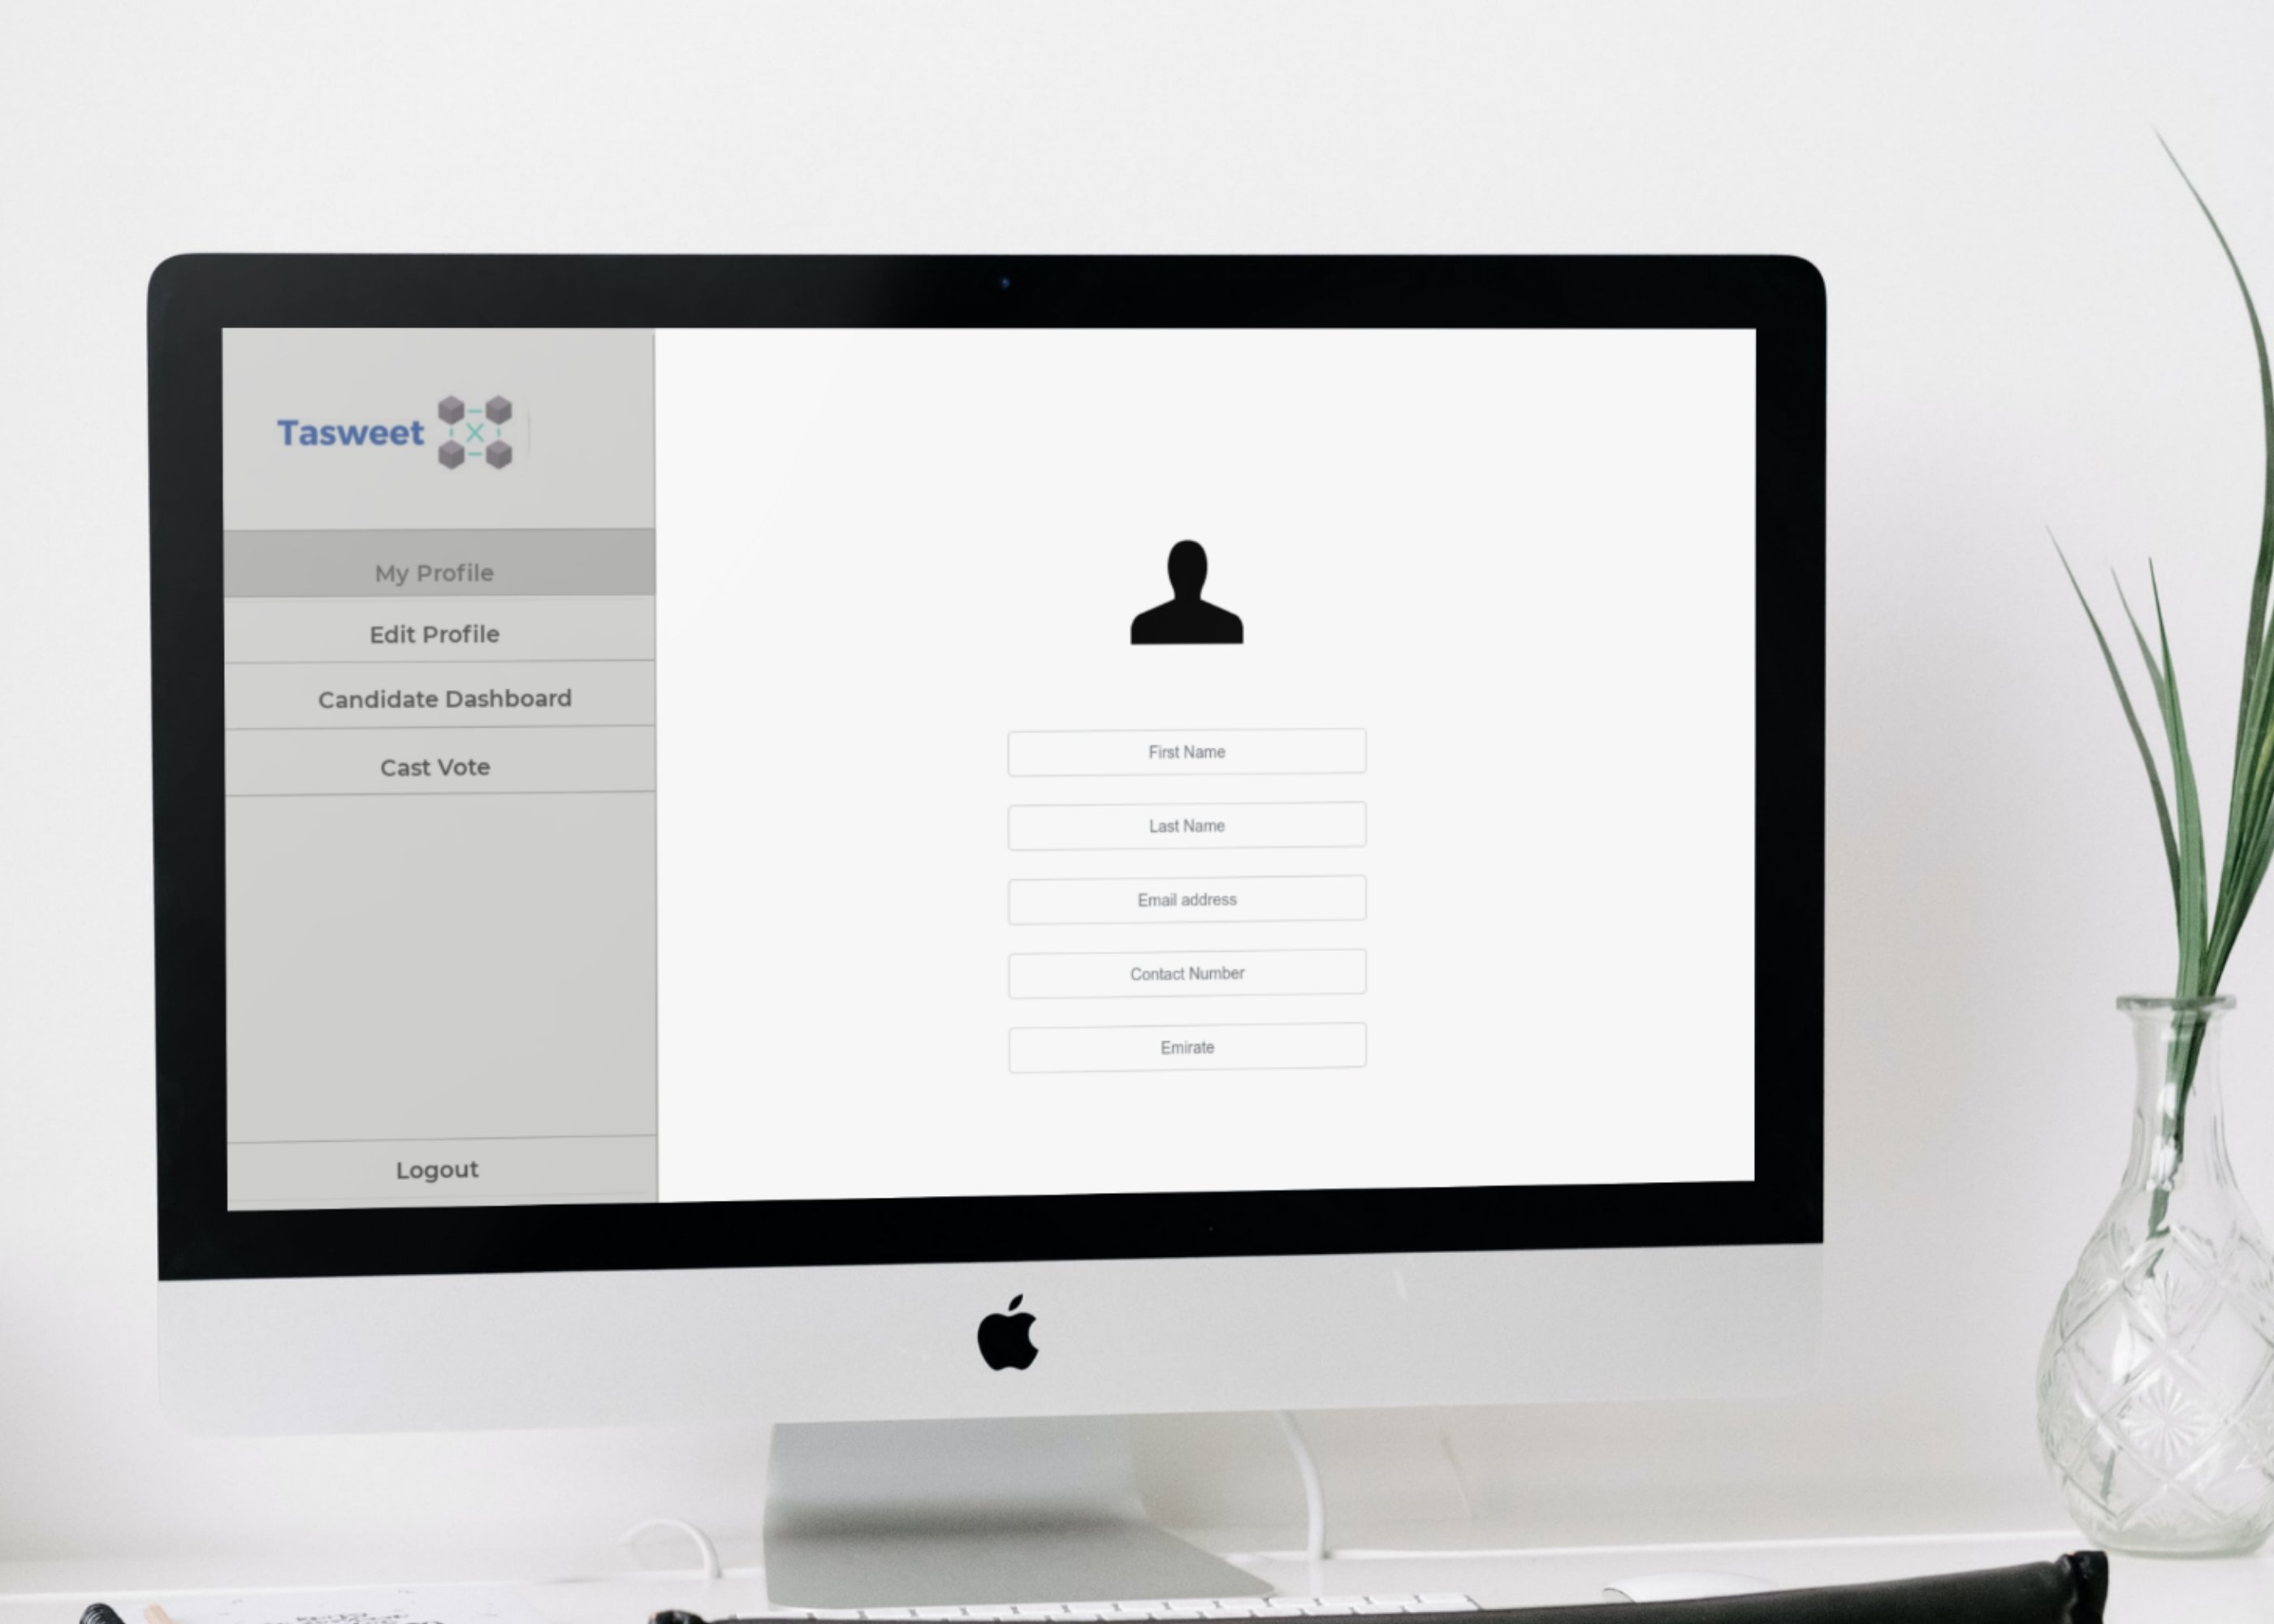 Tasweet
My Profile
Edit Profile
Candidate Dashboard
Cast Vote
Logout
First Name
Last Name
Email address
Contact Number
Emirate